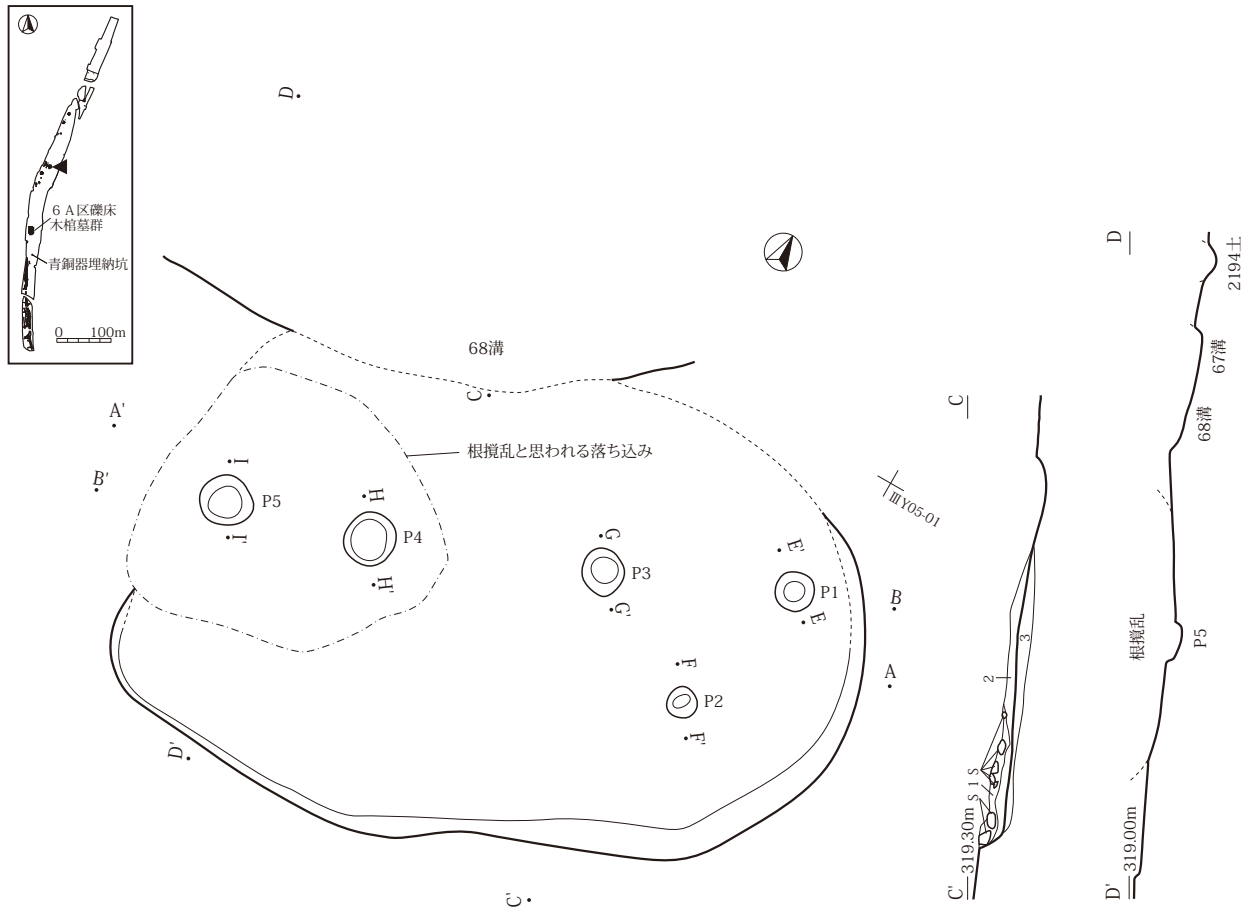 6A区礫床
木棺墓群
青銅器埋納坑
0 100m
D
68溝
C
A'
B'
根撹乱と思われる落ち込み
I
P5
I'
H
P4
H'
G
P3
G'
E'
P1
E
ⅢY05-01
B
A
F
P2
F'
D'
C'
C
3
2
S 1 S
C' 319.30m
D
2194土
67溝
68溝
根撹乱
P5
D' 319.00m